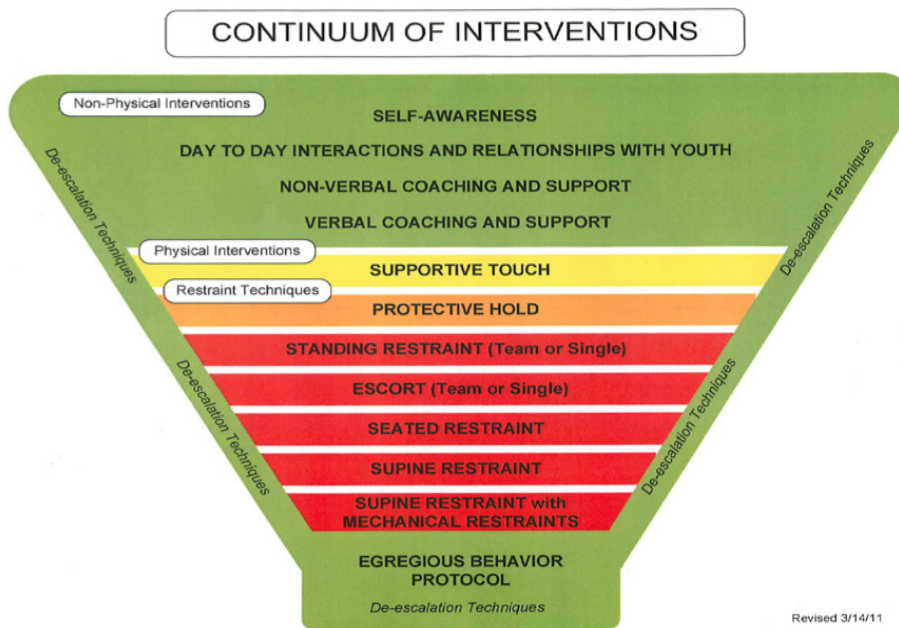 CONTINUUM OF INTERVENTIONS
Non-Physical Interventions
SELF-AWARENESS
DAY TO DAY INTERACTIONS AND RELATIONSHIPS WITH YOUTH
NON-VERBAL COACHING AND SUPPORT
VERBAL COACHING AND SUPPORT
De-escalation Techniques
De-escalation Techniques
Physical Interventions
SUPPORTIVE TOUCH
Restraint Techniques
PROTECTIVE HOLD
STANDING RESTRAINT (Team or Single)
ESCORT (Team or Single)
SEATED RESTRAINT
SUPINE RESTRAINT
SUPINE RESTRAINT with
MECHANICAL RESTRAINTS
De-escalation Techniques
De-escalation Techniques
EGREGIOUS BEHAVIOR
PROTOCOL
De-escalation Techniques
Revised 3/14/11